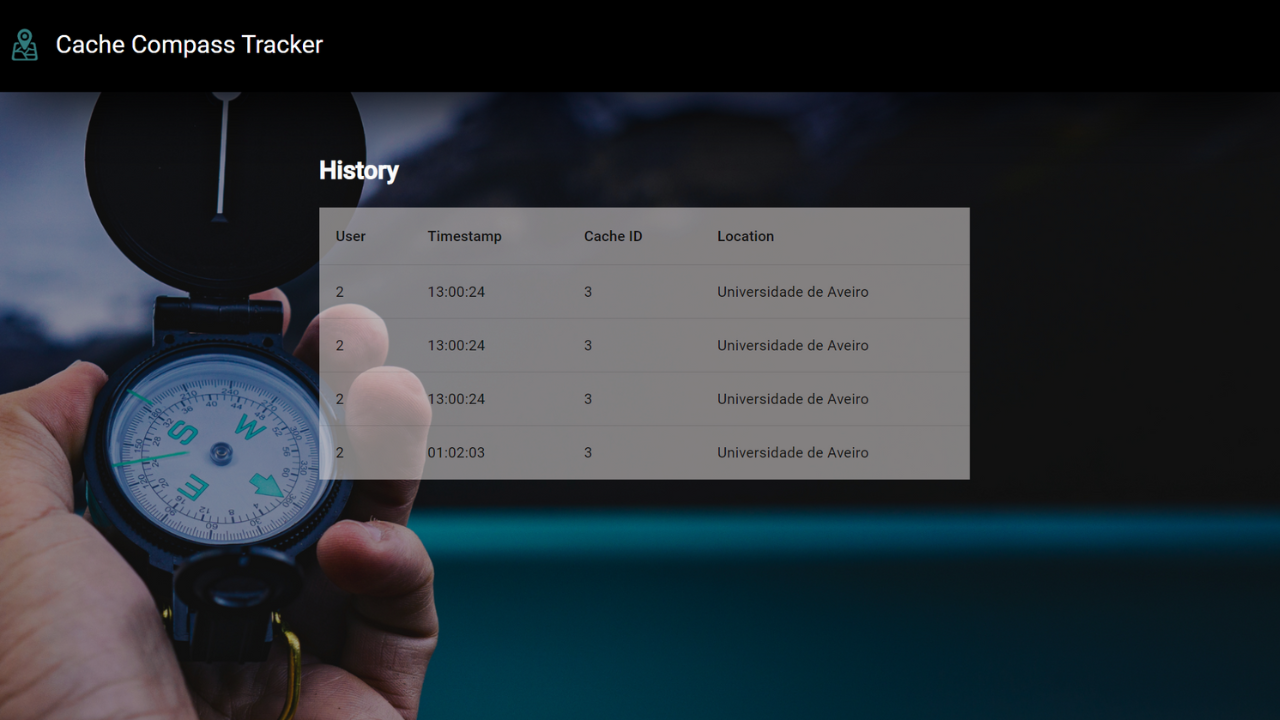 Cache Compass Tracker
History
User Timestamp Cache ID Location
2 13:00:24 3 Universidade de Aveiro
2 13:00:24 3 Universidade de Aveiro
2 13:00:24 3 Universidade de Aveiro
2 01:02:03 3 Universidade de Aveiro
S W
E